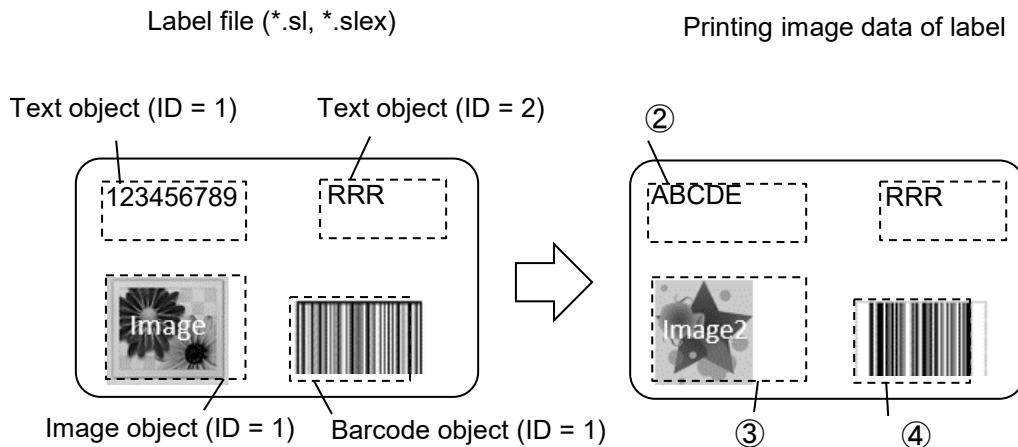 Label file (*.sl, *.slex)
Printing image data of label
Text object (ID = 1)
Text object (ID = 2)
②
123456789
RRR
ABCDE
RRR
Image
Image2
Image object (ID = 1)
Barcode object (ID = 1)
③
④